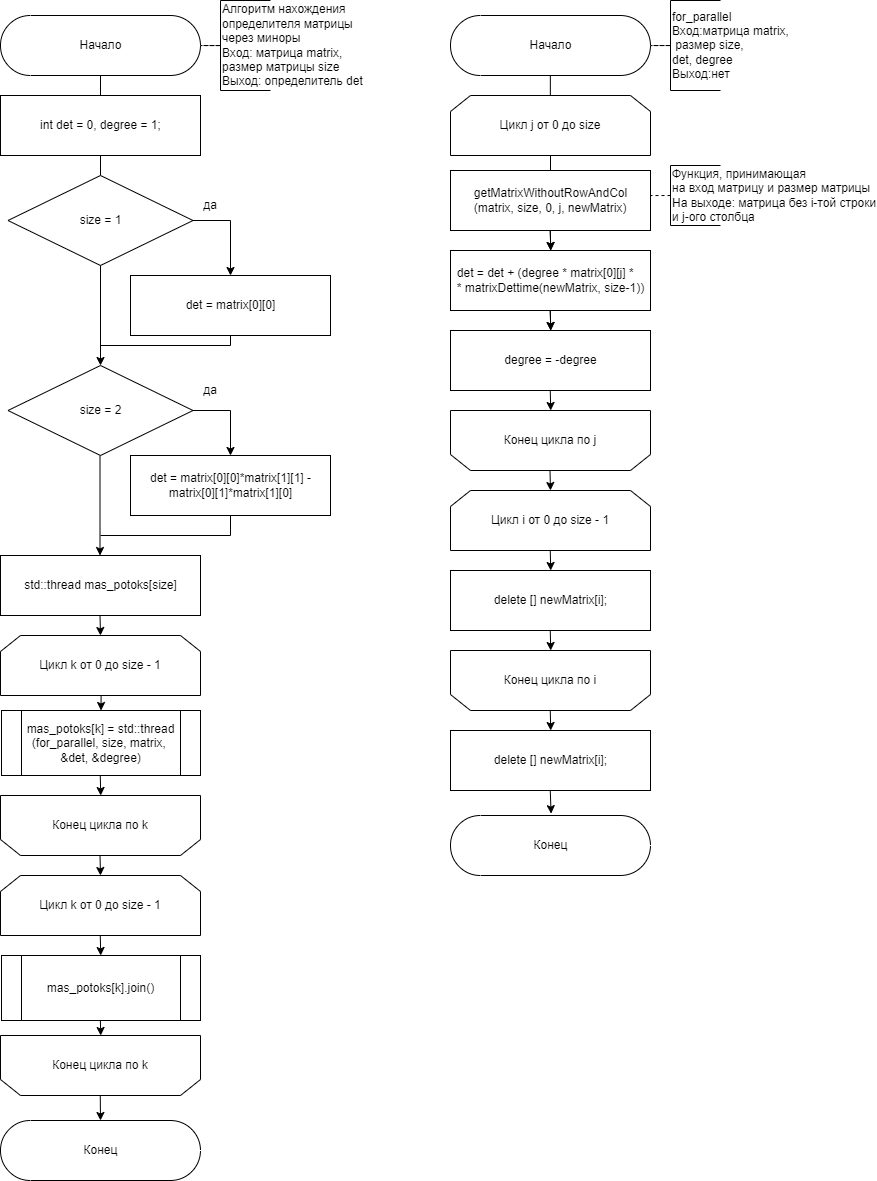 Начало
Алгоритм нахождения
определителя матрицы
через миноры
Вход: матрица matrix,
размер матрицы size
Выход: определитель det
int det = 0, degree = 1;
size = 1
да
det = matrix[0][0]
size = 2
да
det = matrix[0][0]*matrix[1][1] -
matrix[0][1]*matrix[1][0]
std::thread mas_potoks[size]
Цикл k от 0 до size - 1
mas_potoks[k] = std::thread
(for_parallel, size, matrix,
&det, &degree)
Конец цикла по k
Цикл k от 0 до size - 1
mas_potoks[k].join()
Конец цикла по k
Конец
Начало
for_parallel
Вход:матрица matrix,
размер size,
det, degree
Выход:нет
Цикл j от 0 до size
getMatrixWithoutRowAndCol
(matrix, size, 0, j, newMatrix)
Функция, принимающая
на вход матрицу и размер матрицы
На выходе: матрица без i-той строки
и j-ого столбца
det = det + (degree * matrix[0][j] *
* matrixDettime(newMatrix, size-1))
degree = -degree
Конец цикла по j
Цикл i от 0 до size - 1
delete [] newMatrix[i];
Конец цикла по i
delete [] newMatrix[i];
Конец